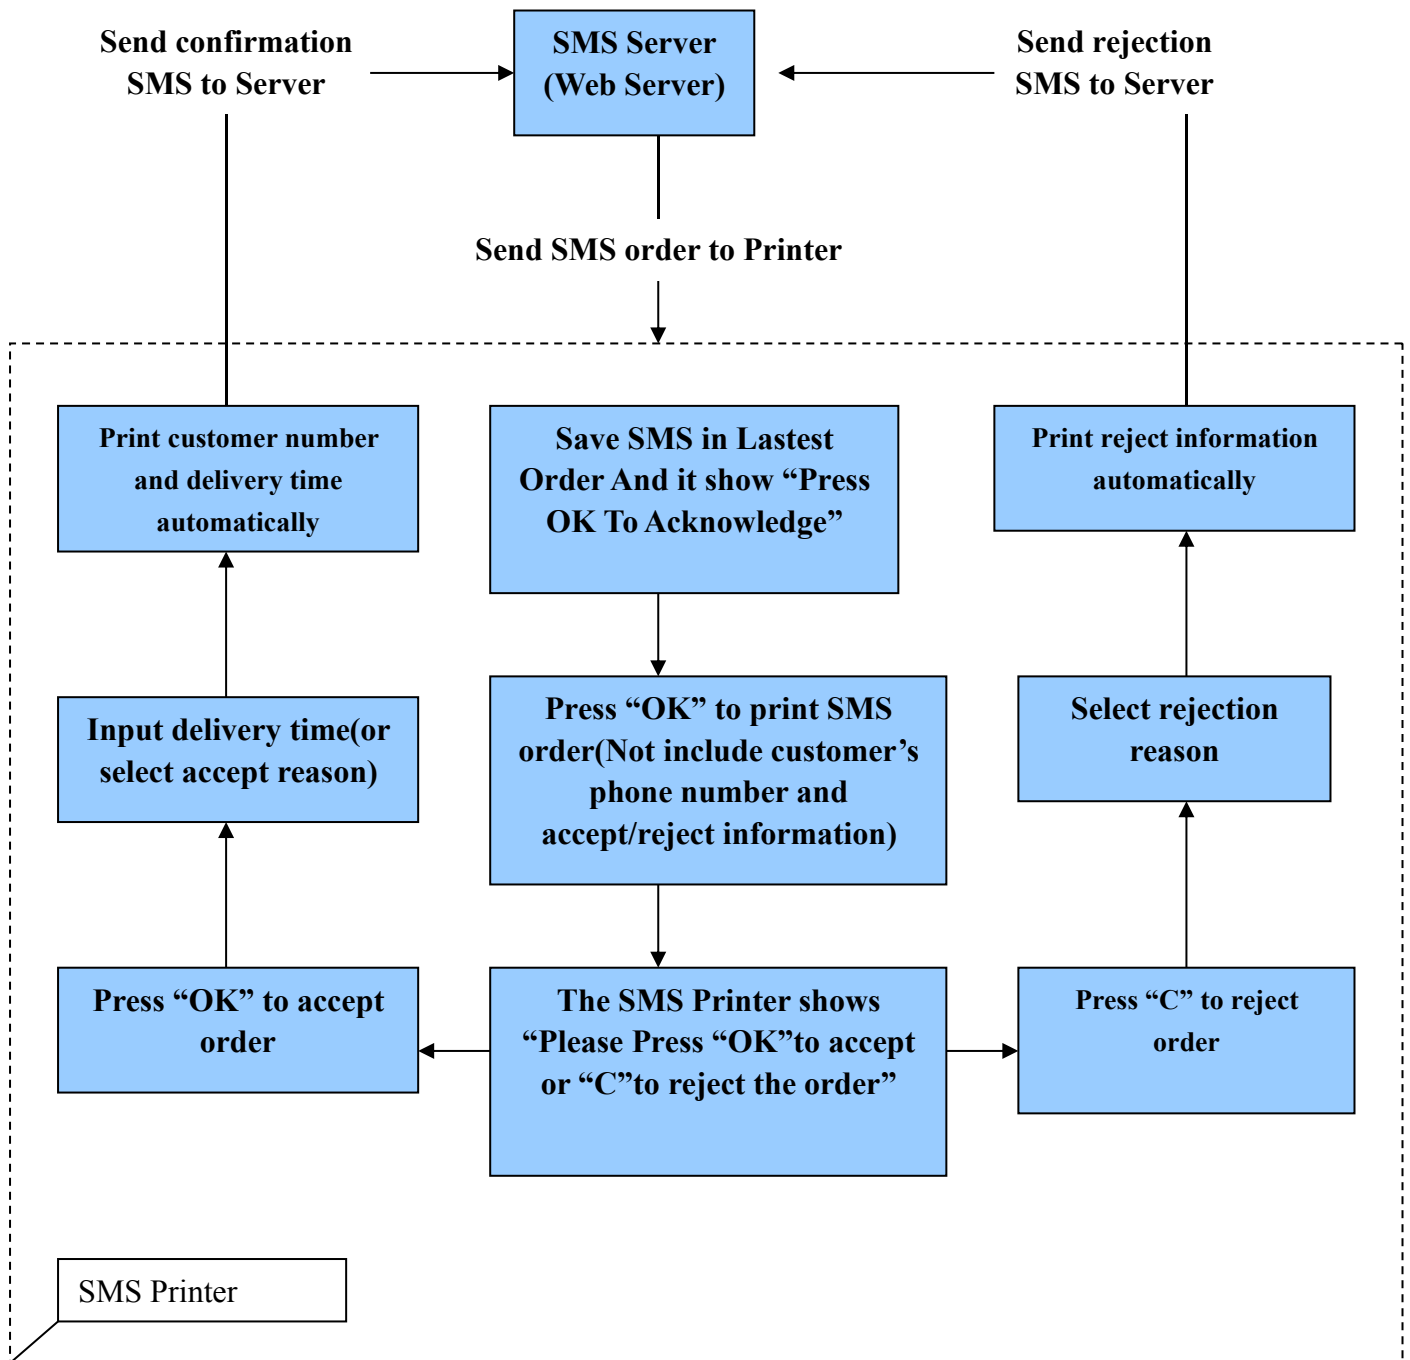 Send confirmation
SMS to Server
SMS Server
(Web Server)
Send rejection
SMS to Server
Send SMS order to Printer
Print customer number
and delivery time
automatically
Save SMS in Lastest
Order And it show “Press
OK To Acknowledge”
Print reject information
automatically
Input delivery time(or
select accept reason)
Press “OK” to print SMS
order(Not include customer’s
phone number and
accept/reject information)
Select rejection
reason
Press “OK” to accept
order
The SMS Printer shows
“Please Press “OK”to accept
or “C”to reject the order”
Press “C” to reject
order
SMS Printer